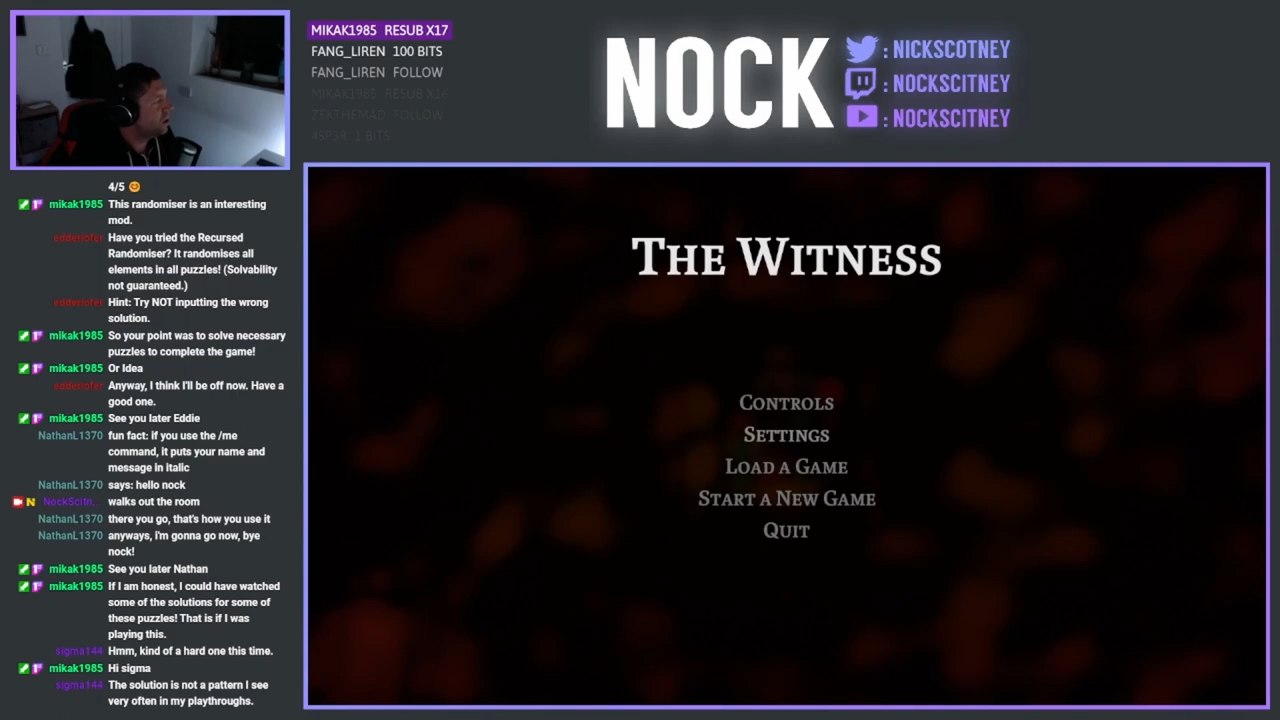 MIKAK1985 RESUB X17
FANG_LIREN 100 BITS
FANG_LIREN FOLLOW
MIKAK1985 RESUB X16
ZEKTHEMAD FOLLOW
4SP3R 1 BITS
NOCK
: NICKSCOTNEY
: NOCKSCITNEY
: NOCKSCITNEY
4/5
mikak1985 This randomiser is an interesting
mod.
edderiofer Have you tried the Recursed
Randomiser? It randomises all
elements in all puzzles! (Solvability
not guaranteed.)
edderiofer Hint: Try NOT inputting the wrong
solution.
mikak1985 So your point was to solve necessary
puzzles to complete the game!
mikak1985 Or Idea
edderiofer Anyway, I think I'll be off now. Have a
good one.
mikak1985 See you later Eddie
NathanL1370 fun fact: if you use the /me
command, it puts your name and
message in italic
NathanL1370 says: hello nock
N NockScitn.. walks out the room
NathanL1370 there you go, that's how you use it
NathanL1370 anyways, I'm gonna go now, bye
nock!
mikak1985 See you later Nathan
mikak1985 If I am honest, I could have watched
some of the solutions for some of
these puzzles! That is if I was
playing this.
sigma144 Hmm, kind of a hard one this time.
mikak1985 Hi sigma
sigma144 The solution is not a pattern I see
very often in my playthroughs.
THE WITNESS
CONTROLS
SETTINGS
LOAD A GAME
START A NEW GAME
QUIT